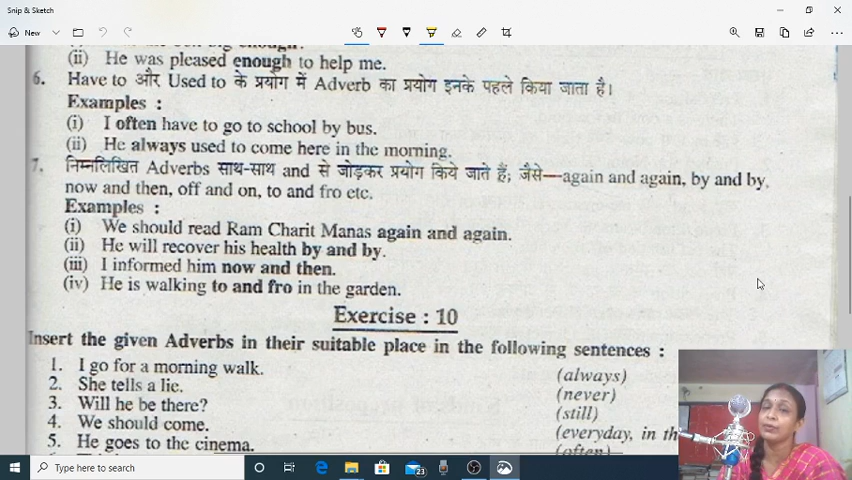 Snip & Sketch
New
(ii) He was pleased enough to help me.
6. Have to और Used to के प्रयोग में Adverb का प्रयोग इनके पहले किया जाता है।
Examples :
(i) I often have to go to school by bus.
(ii) He always used to come here in the morning.
7. निम्नलिखित Adverbs साथ-साथ and से जोड़कर प्रयोग किये जाते हैं; जैसे—again and again, by and by,
now and then, off and on, to and fro etc.
Examples :
(i) We should read Ram Charit Manas again and again.
(ii) He will recover his health by and by.
(iii) I informed him now and then.
(iv) He is walking to and fro in the garden.
Exercise : 10
Insert the given Adverbs in their suitable place in the following sentences :
1. I go for a morning walk. (always)
2. She tells a lie. (never)
3. Will he be there? (still)
4. We should come. (everyday, in th
5. He goes to the cinema. (often)
Type here to search
23